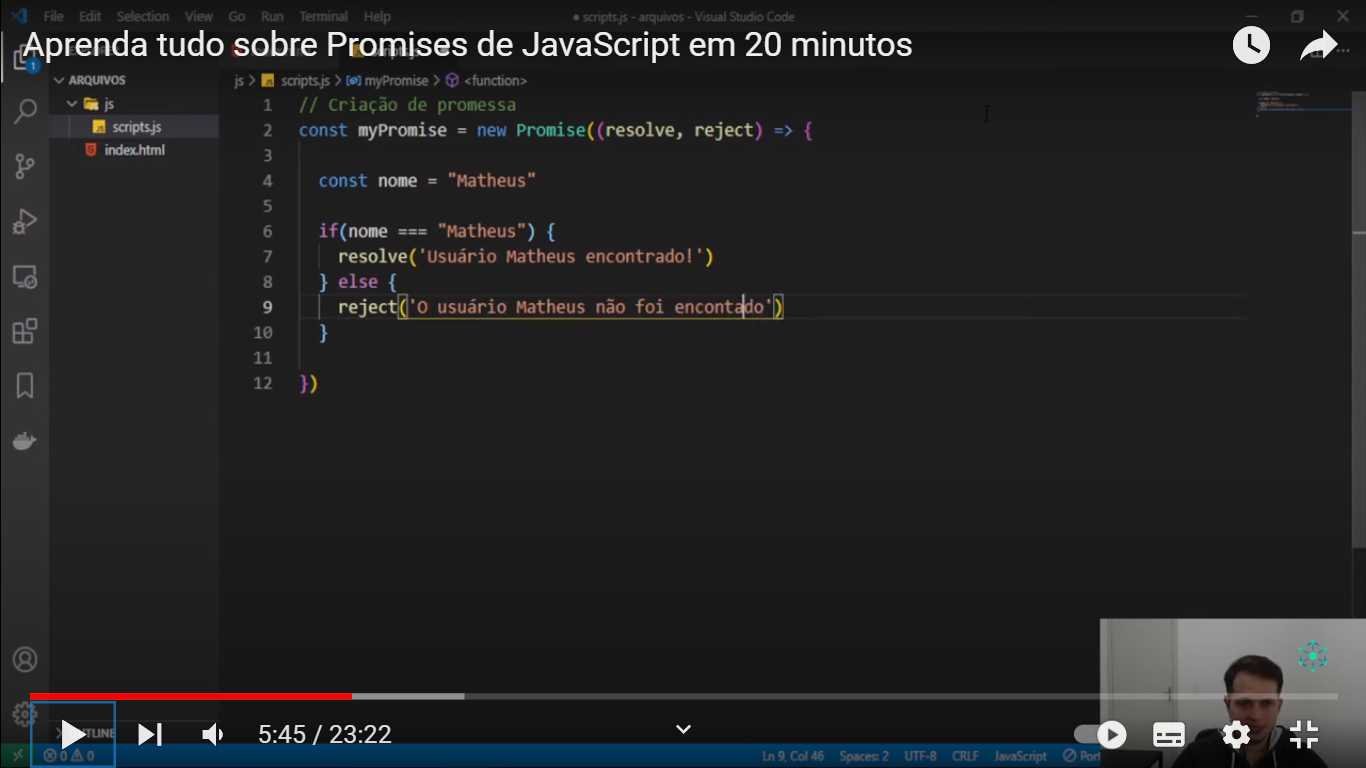 File Edit Selection View Go Run Terminal Help
● scripts.js - arquivos - Visual Studio Code
Aprenda tudo sobre Promises de JavaScript em 20 minutos
1
ARQUIVOS
js
scripts.js
index.html
js > scripts.js > myPromise > <function>
1 // Criação de promessa
2 const myPromise = new Promise((resolve, reject) => {
3
4 const nome = "Matheus"
5
6 if(nome === "Matheus") {
7 resolve('Usuário Matheus encontrado!')
8 } else {
9 reject('O usuário Matheus não foi encontado')
10 }
11
12 })
5:45 / 23:22
0 0
Ln 9, Col 46 Spaces: 2 UTF-8 CRLF JavaScript